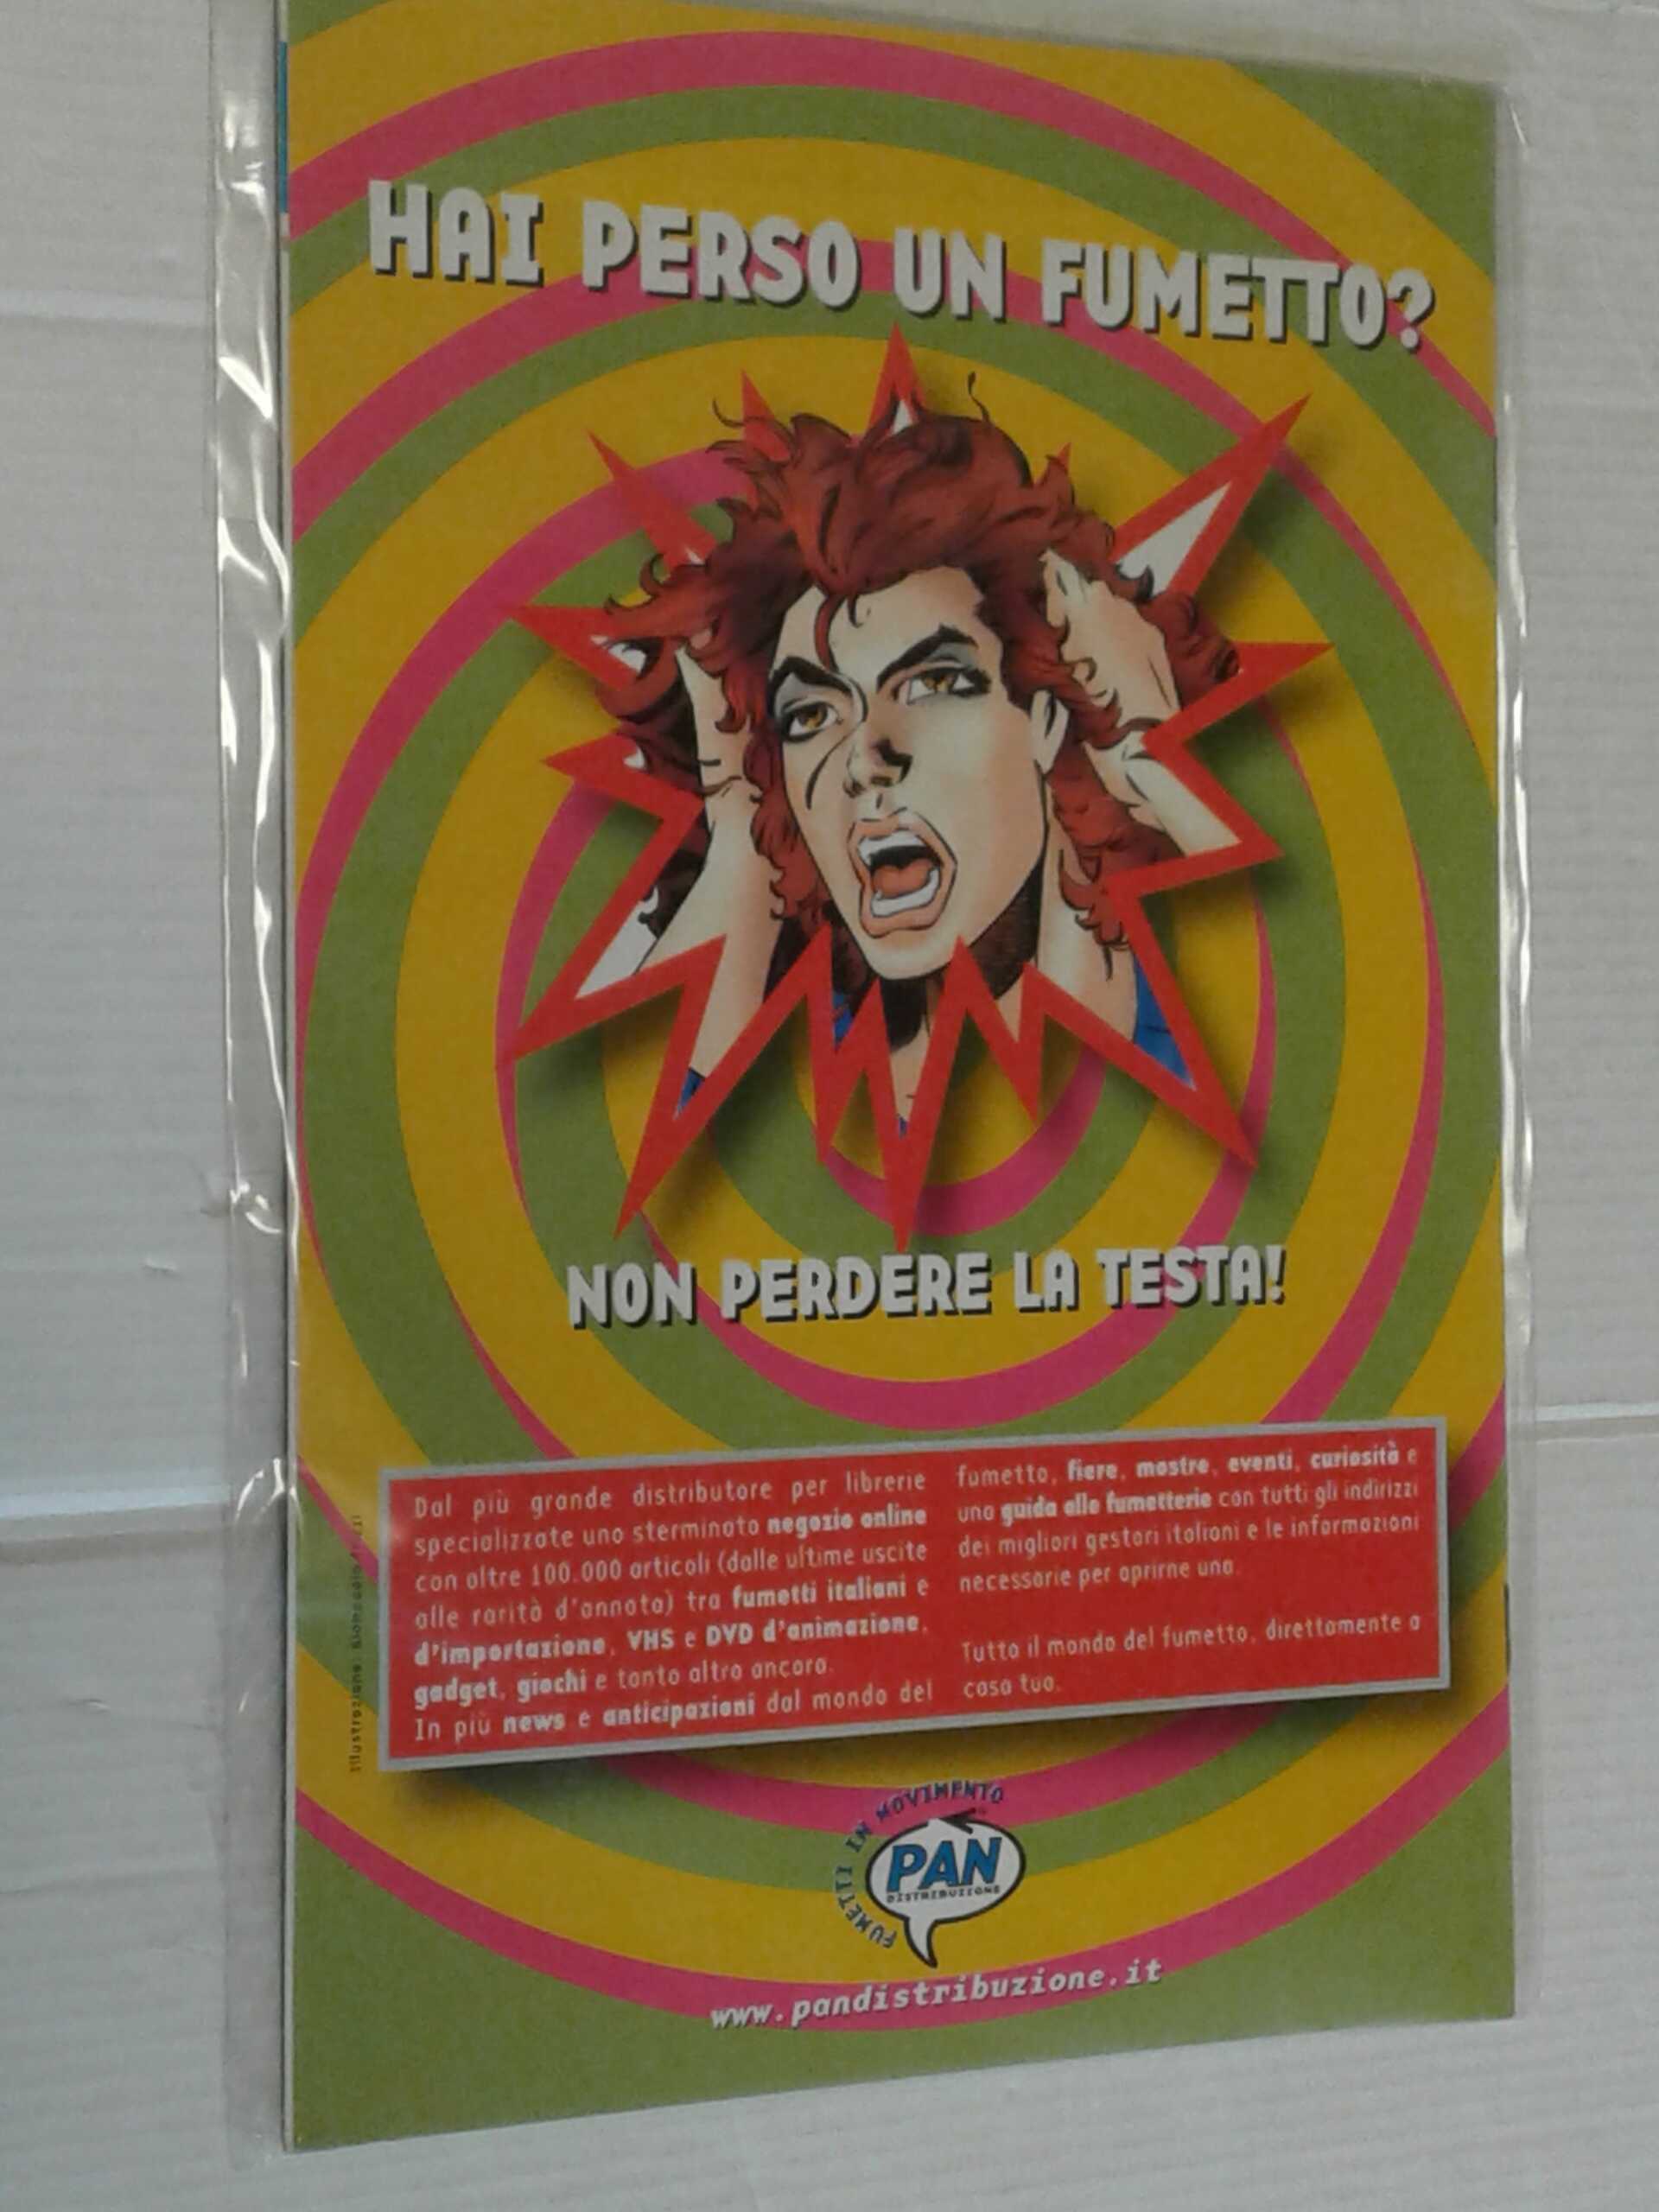 HAI PERSO UN FUMETTO?
NON PERDERE LA TESTA!
Dal più grande distributore per librerie
specializzate uno sterminato negozio online
con oltre 100.000 articoli (dalle ultime uscite
alle rarità d'annata) tra fumetti italiani e
d'importazione, VHS e DVD d'animazione,
gadget, giochi e tanto altro ancora.
In più news e anticipazioni dal mondo del
fumetto, fiere, mostre, eventi, curiosità e
una guida alle fumetterie con tutti gli indirizzi
dei migliori gestori italiani e le informazioni
necessarie per aprirne una.
Tutto il mondo del fumetto, direttamente a
casa tua.
Illustrazione:
FUMETTI IN MOVIMENTO
PAN
DISTRIBUZIONE
www.pandistribuzione.it